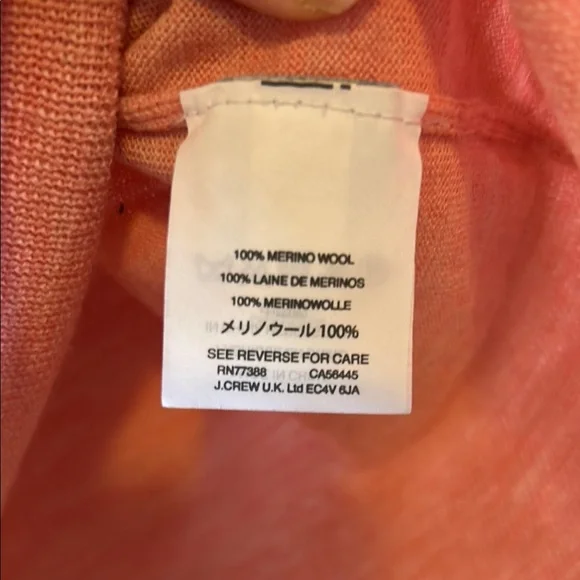 100% MERINO WOOL
100% LAINE DE MERINOS
100% MERINOWOLLE
メリノウール 100%
SEE REVERSE FOR CARE
RN77388 CA56445
J.CREW U.K. Ltd EC4V 6JA